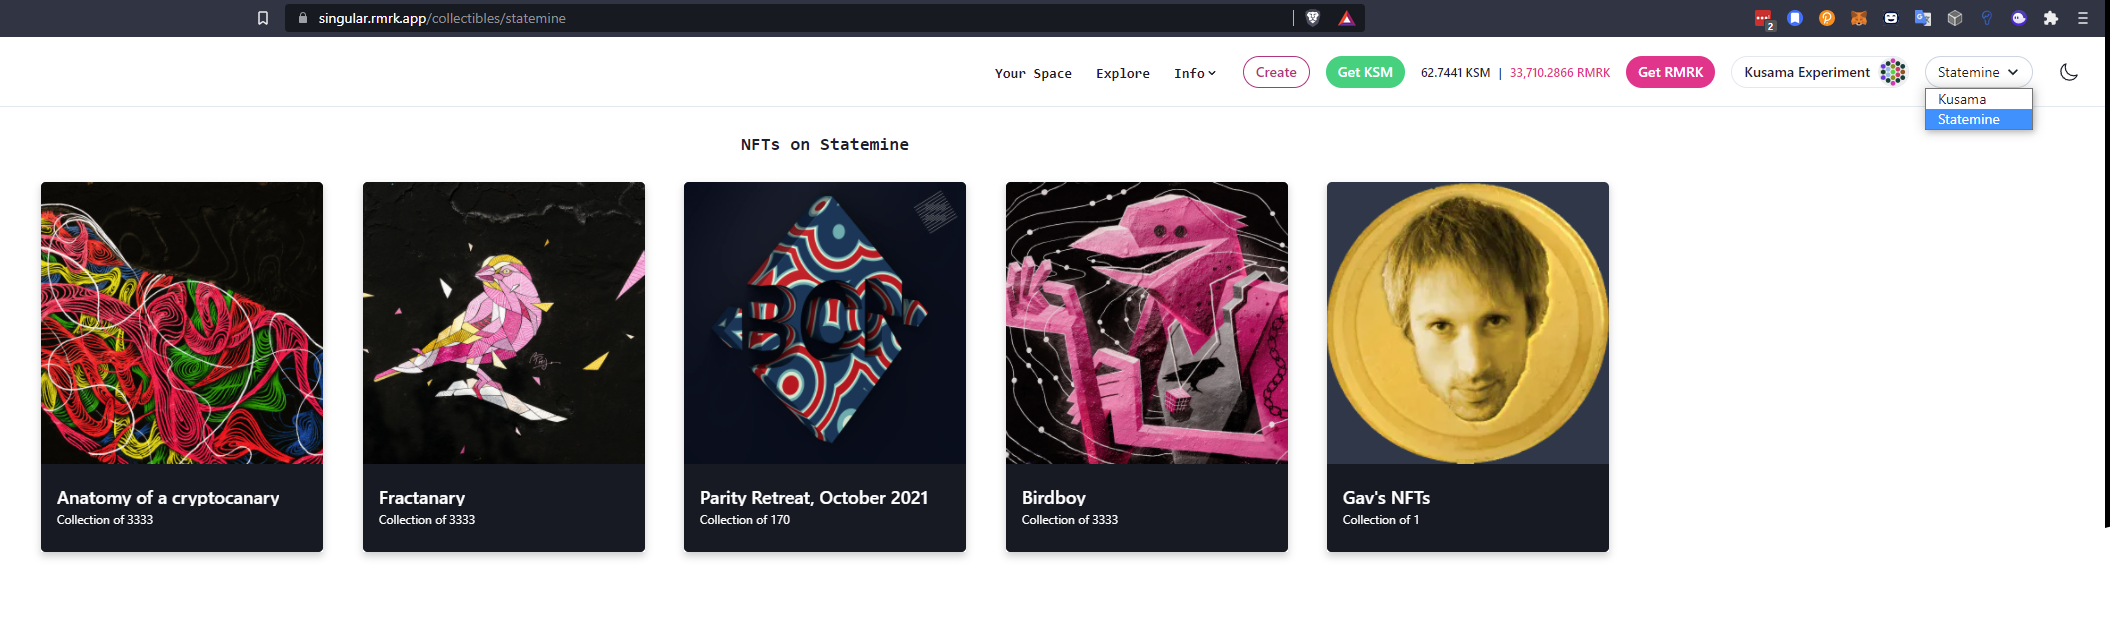 singular.rmrk.app/collectibles/statemine
2
Your Space
Explore
Info
Create
Get KSM
62.7441 KSM | 33,710.2866 RMRK
Get RMRK
Kusama Experiment
Statemine
Kusama
Statemine
NFTs on Statemine
Anatomy of a cryptocanary
Collection of 3333
Fractanary
Collection of 3333
Parity Retreat, October 2021
Collection of 170
Birdboy
Collection of 3333
Gav's NFTs
Collection of 1